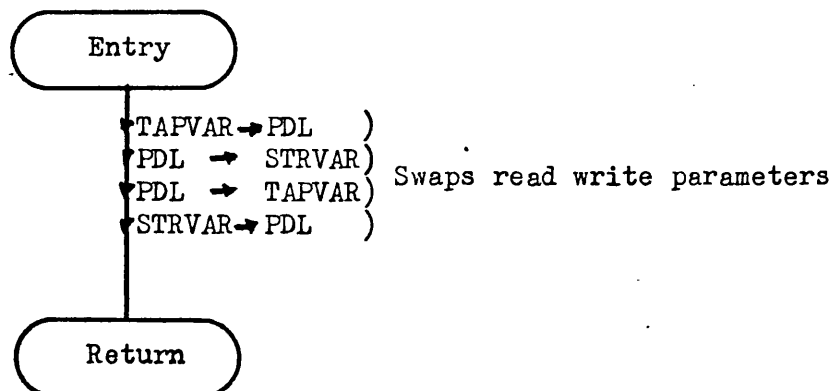 Entry
TAPVAR → PDL )
PDL → STRVAR)
PDL → TAPVAR)
STRVAR → PDL )
Swaps read write parameters
Return